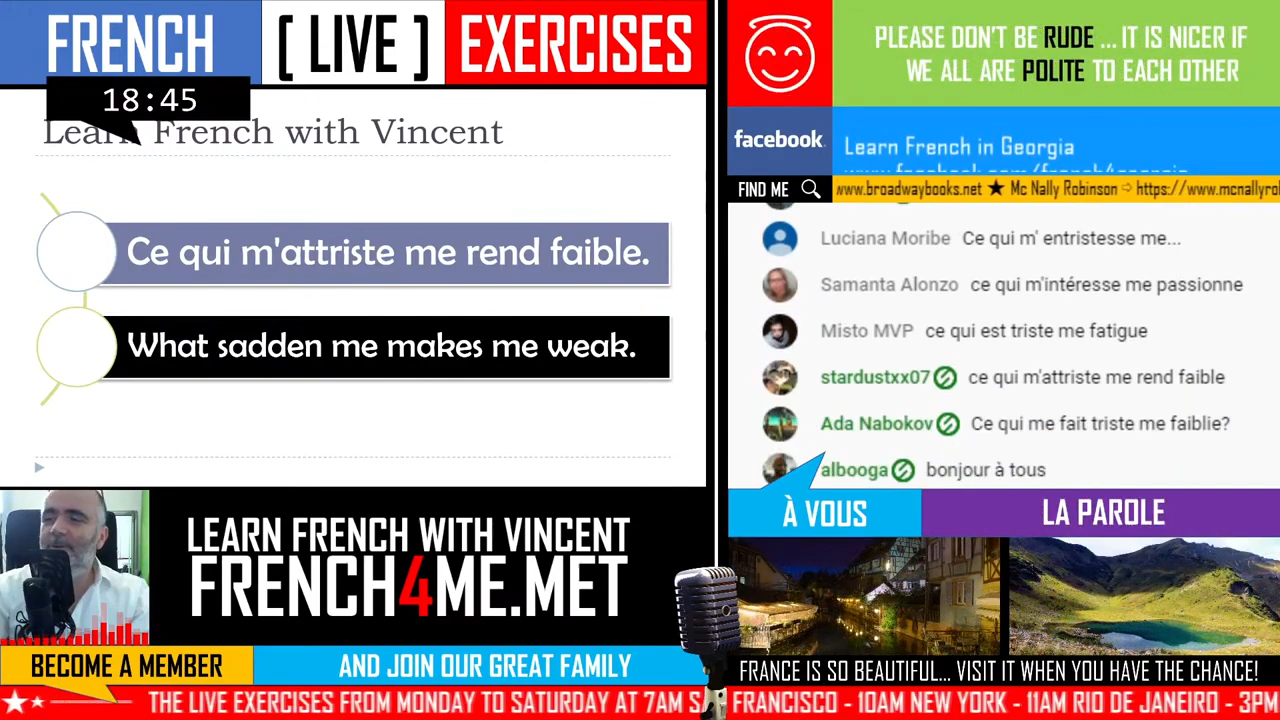 FRENCH [ LIVE ] EXERCISES
18:45
Learn French with Vincent
Ce qui m'attriste me rend faible.
What sadden me makes me weak.
LEARN FRENCH WITH VINCENT
FRENCH4ME.MET
BECOME A MEMBER
AND JOIN OUR GREAT FAMILY
PLEASE DON'T BE RUDE ... IT IS NICER IF
WE ALL ARE POLITE TO EACH OTHER
facebook.
Learn French in Georgia
www.facebook.com/french4georgia
FIND ME
www.broadwaybooks.net ★ Mc Nally Robinson ⇨ https://www.mcnallyro
Luciana Moribe Ce qui m' entristesse me...
Samanta Alonzo ce qui m'intéresse me passionne
Misto MVP ce qui est triste me fatigue
stardustxx07 ce qui m'attriste me rend faible
Ada Nabokov Ce qui me fait triste me faiblie?
albooga bonjour à tous
À VOUS
LA PAROLE
FRANCE IS SO BEAUTIFUL... VISIT IT WHEN YOU HAVE THE CHANCE!
THE LIVE EXERCISES FROM MONDAY TO SATURDAY AT 7AM S FRANCISCO - 10AM NEW YORK - 11AM RIO DE JANEIRO - 3PM